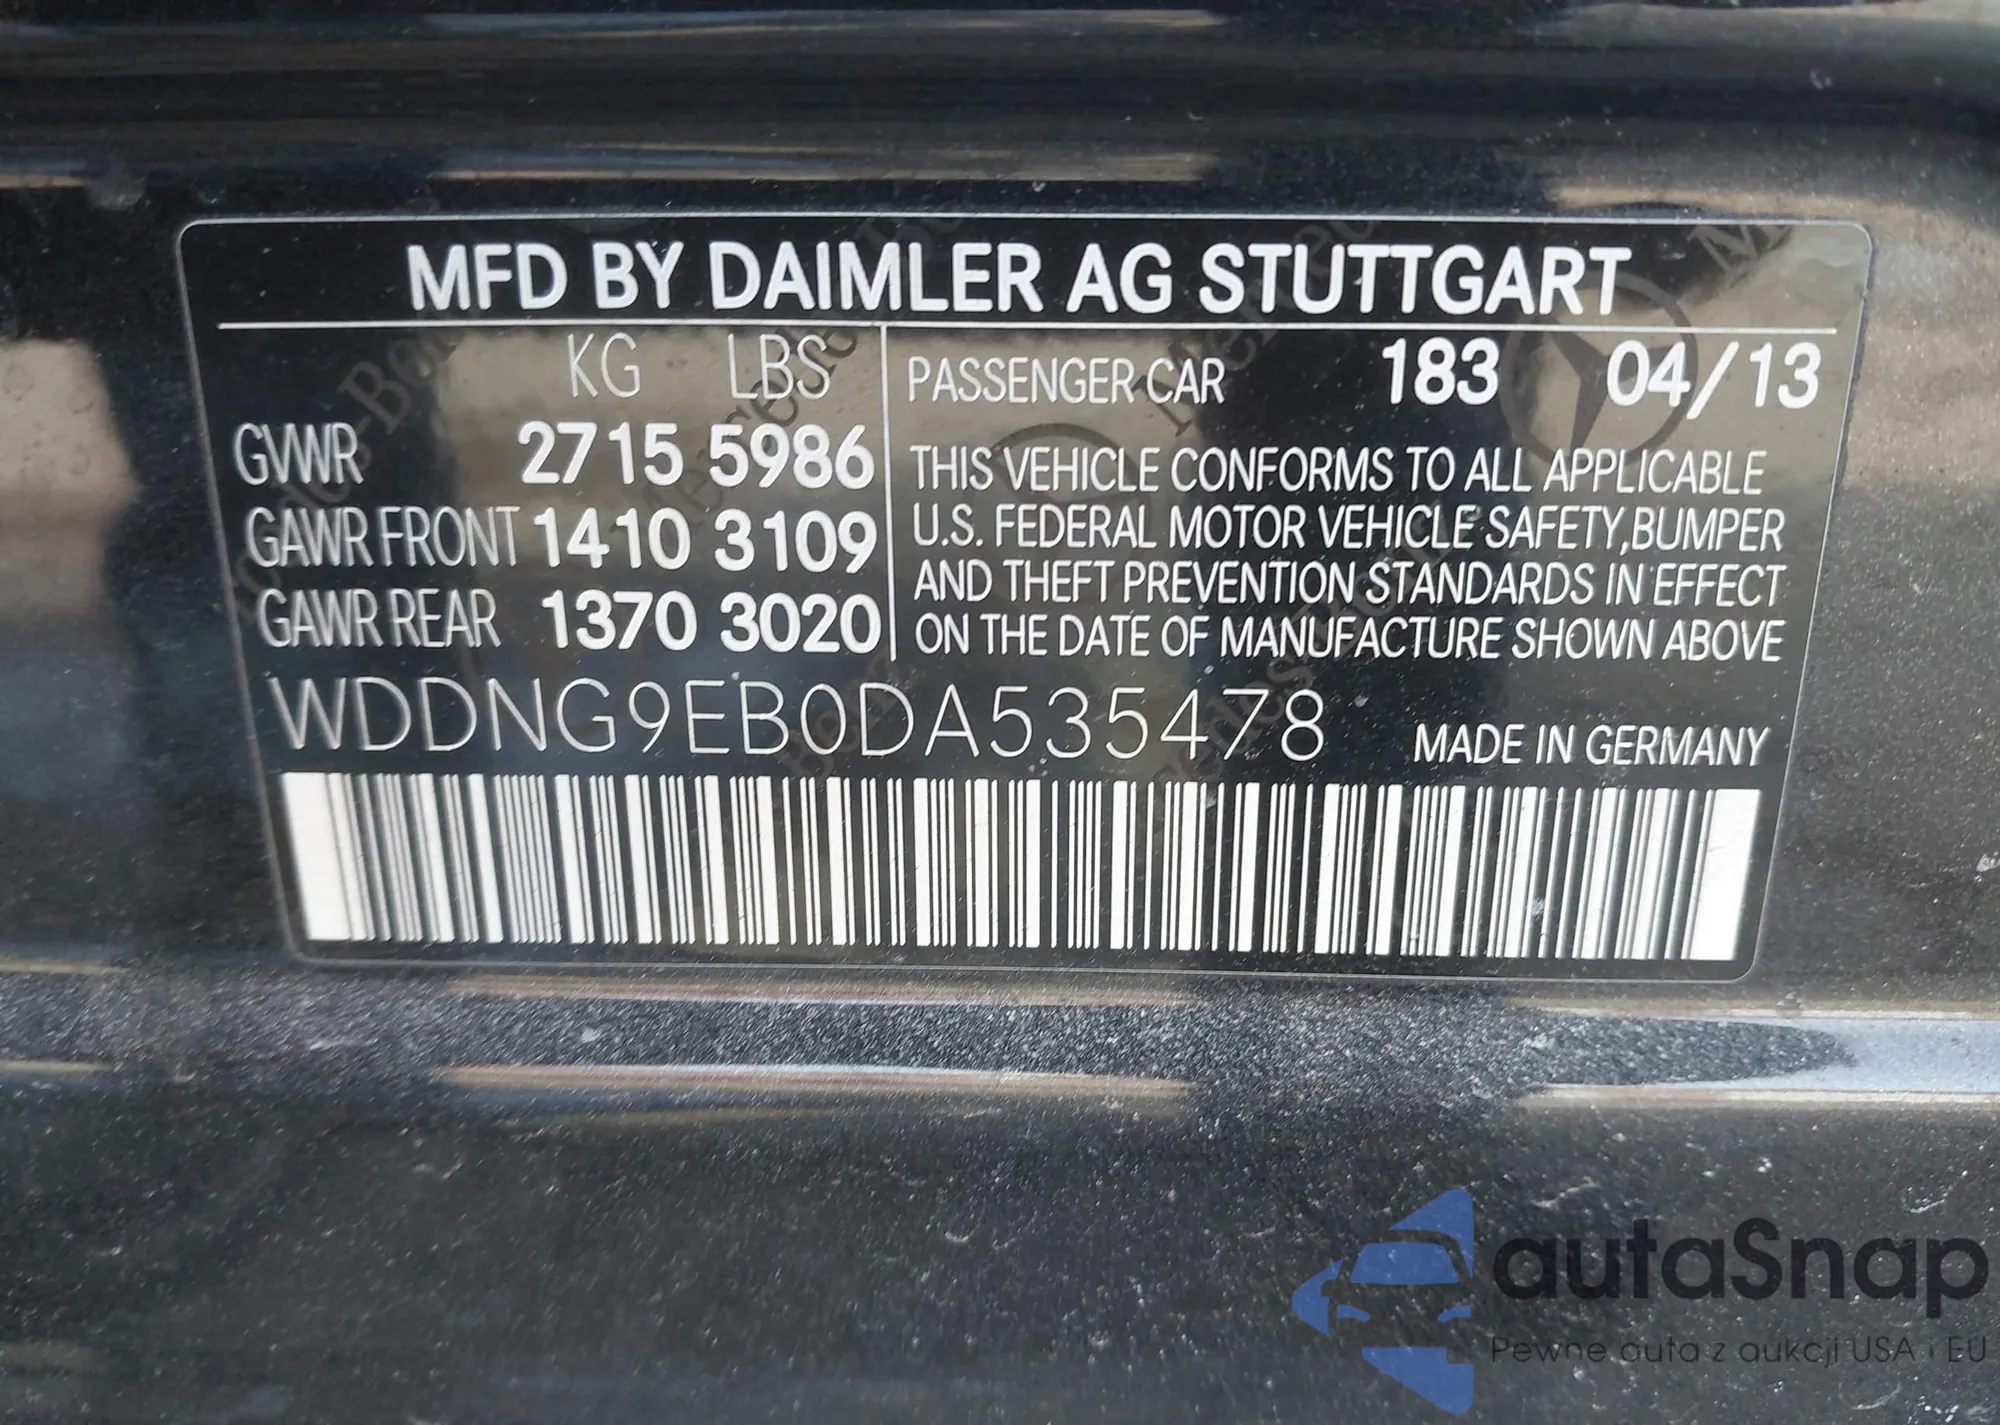 MFD BY DAIMLER AG STUTTGART
KG LBS
GVWR 2715 5986
GAWR FRONT 1410 3109
GAWR REAR 1370 3020
PASSENGER CAR 183 04/13
THIS VEHICLE CONFORMS TO ALL APPLICABLE
U.S. FEDERAL MOTOR VEHICLE SAFETY,BUMPER
AND THEFT PREVENTION STANDARDS IN EFFECT
ON THE DATE OF MANUFACTURE SHOWN ABOVE
WDDNG9EB0DA535478
MADE IN GERMANY
autaSnap
Pewne auta z aukcji USA i EU